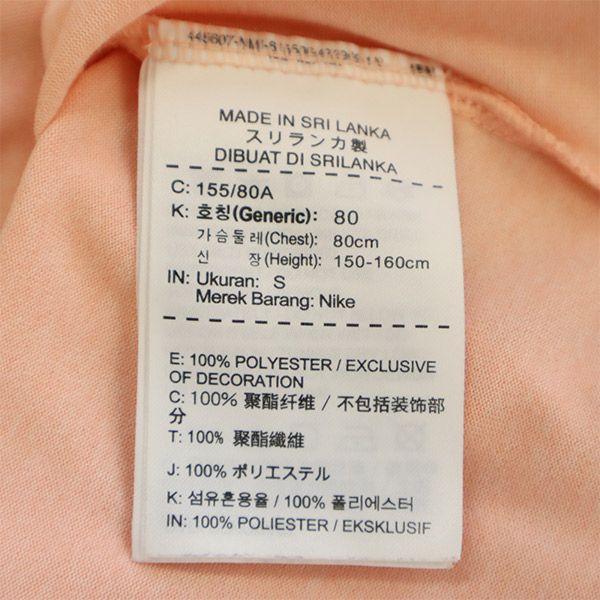 MADE IN SRI LANKA
スリランカ製
DIBUAT DI SRILANKA
C: 155/80A
K: 호칭(Generic): 80
가슴둘레(Chest): 80cm
신 장(Height): 150-160cm
IN: Ukuran: S
Merek Barang: Nike
E: 100% POLYESTER / EXCLUSIVE
OF DECORATION
C: 100% 聚酯纤维 / 不包括装饰部
分
T: 100% 聚酯纖維
J: 100% ポリエステル
K: 섬유혼용율 / 100% 폴리에스터
IN: 100% POLIESTER / EKSKLUSIF